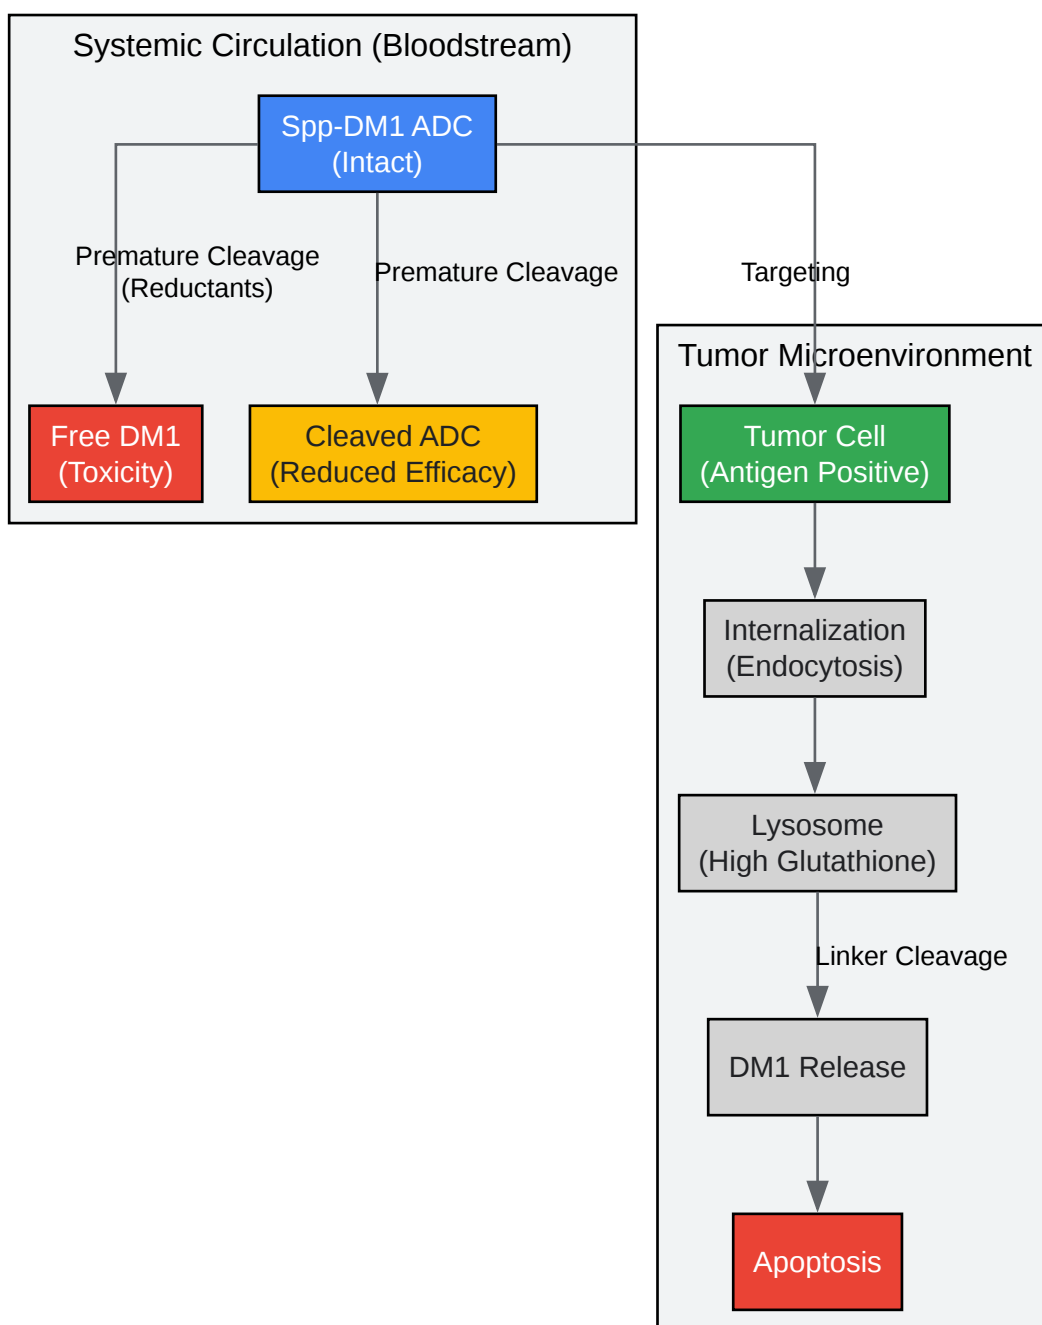 Systemic Circulation (Bloodstream)
Spp-DM1 ADC
(Intact)
Premature Cleavage
(Reductants)
Premature Cleavage
Targeting
Free DM1
(Toxicity)
Cleaved ADC
(Reduced Efficacy)
Tumor Microenvironment
Tumor Cell
(Antigen Positive)
Internalization
(Endocytosis)
Lysosome
(High Glutathione)
Linker Cleavage
DM1 Release
Apoptosis